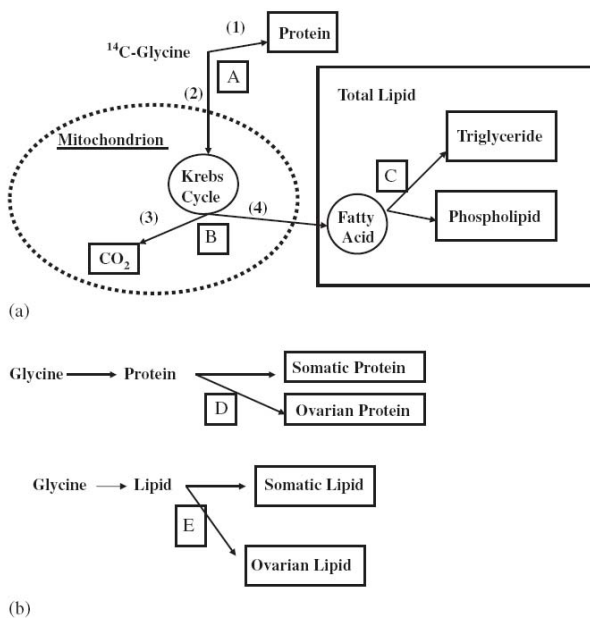 (1)
Protein
¹⁴C-Glycine
A
(2)
Total Lipid
Mitochondrion
Triglyceride
Krebs
Cycle
C
(3)
(4)
B
Fatty
Acid
Phospholipid
CO₂
(a)
Glycine
Protein
Somatic Protein
D
Ovarian Protein
Glycine
Lipid
Somatic Lipid
E
Ovarian Lipid
(b)